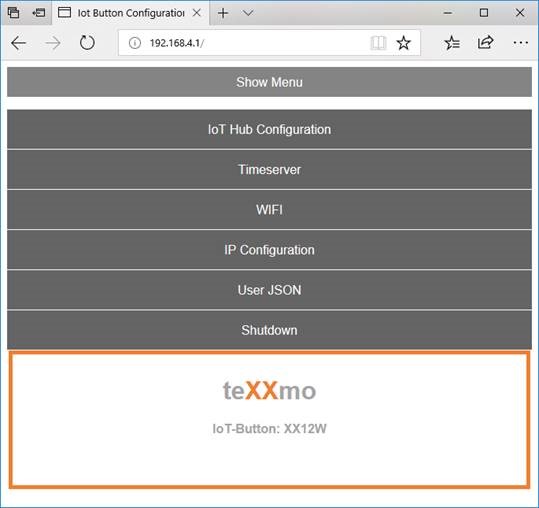 Iot Button Configuration
192.168.4.1/
Show Menu
IoT Hub Configuration
Timeserver
WIFI
IP Configuration
User JSON
Shutdown
teXXmo
IoT-Button: XX12W